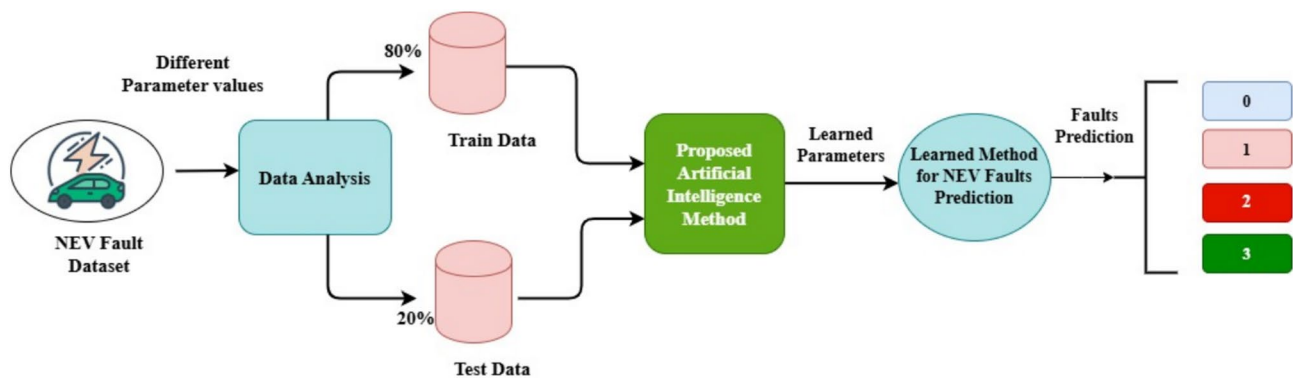 Different
Parameter values
NEV Fault
Dataset
Data Analysis
80%
Train Data
20%
Test Data
Proposed
Artificial
Intelligence
Method
Learned
Parameters
Learned Method
for NEV Faults
Prediction
Faults
Prediction
0
1
2
3